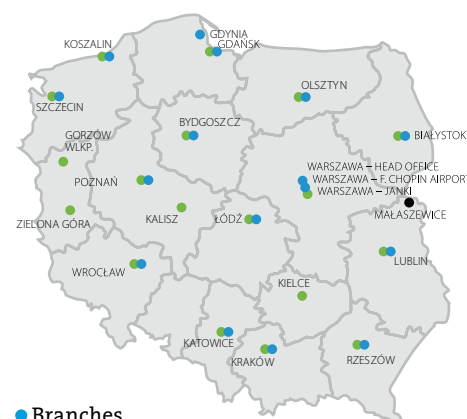 GDYNIA
KOSZALIN
GDAŃSK
OLSZTYN
SZCZECIN
BYDGOSZCZ
BIAŁYSTOK
GORZÓW
WLKP.
WARSZAWA – HEAD OFFICE
POZNAŃ
WARSZAWA – F. CHOPIN AIRPORT
WARSZAWA – JANKI
MAŁASZEWICE
ZIELONA GÓRA
KALISZ
ŁÓDŹ
LUBLIN
WROCŁAW
KIELCE
KATOWICE
KRAKÓW
RZESZÓW
Branches